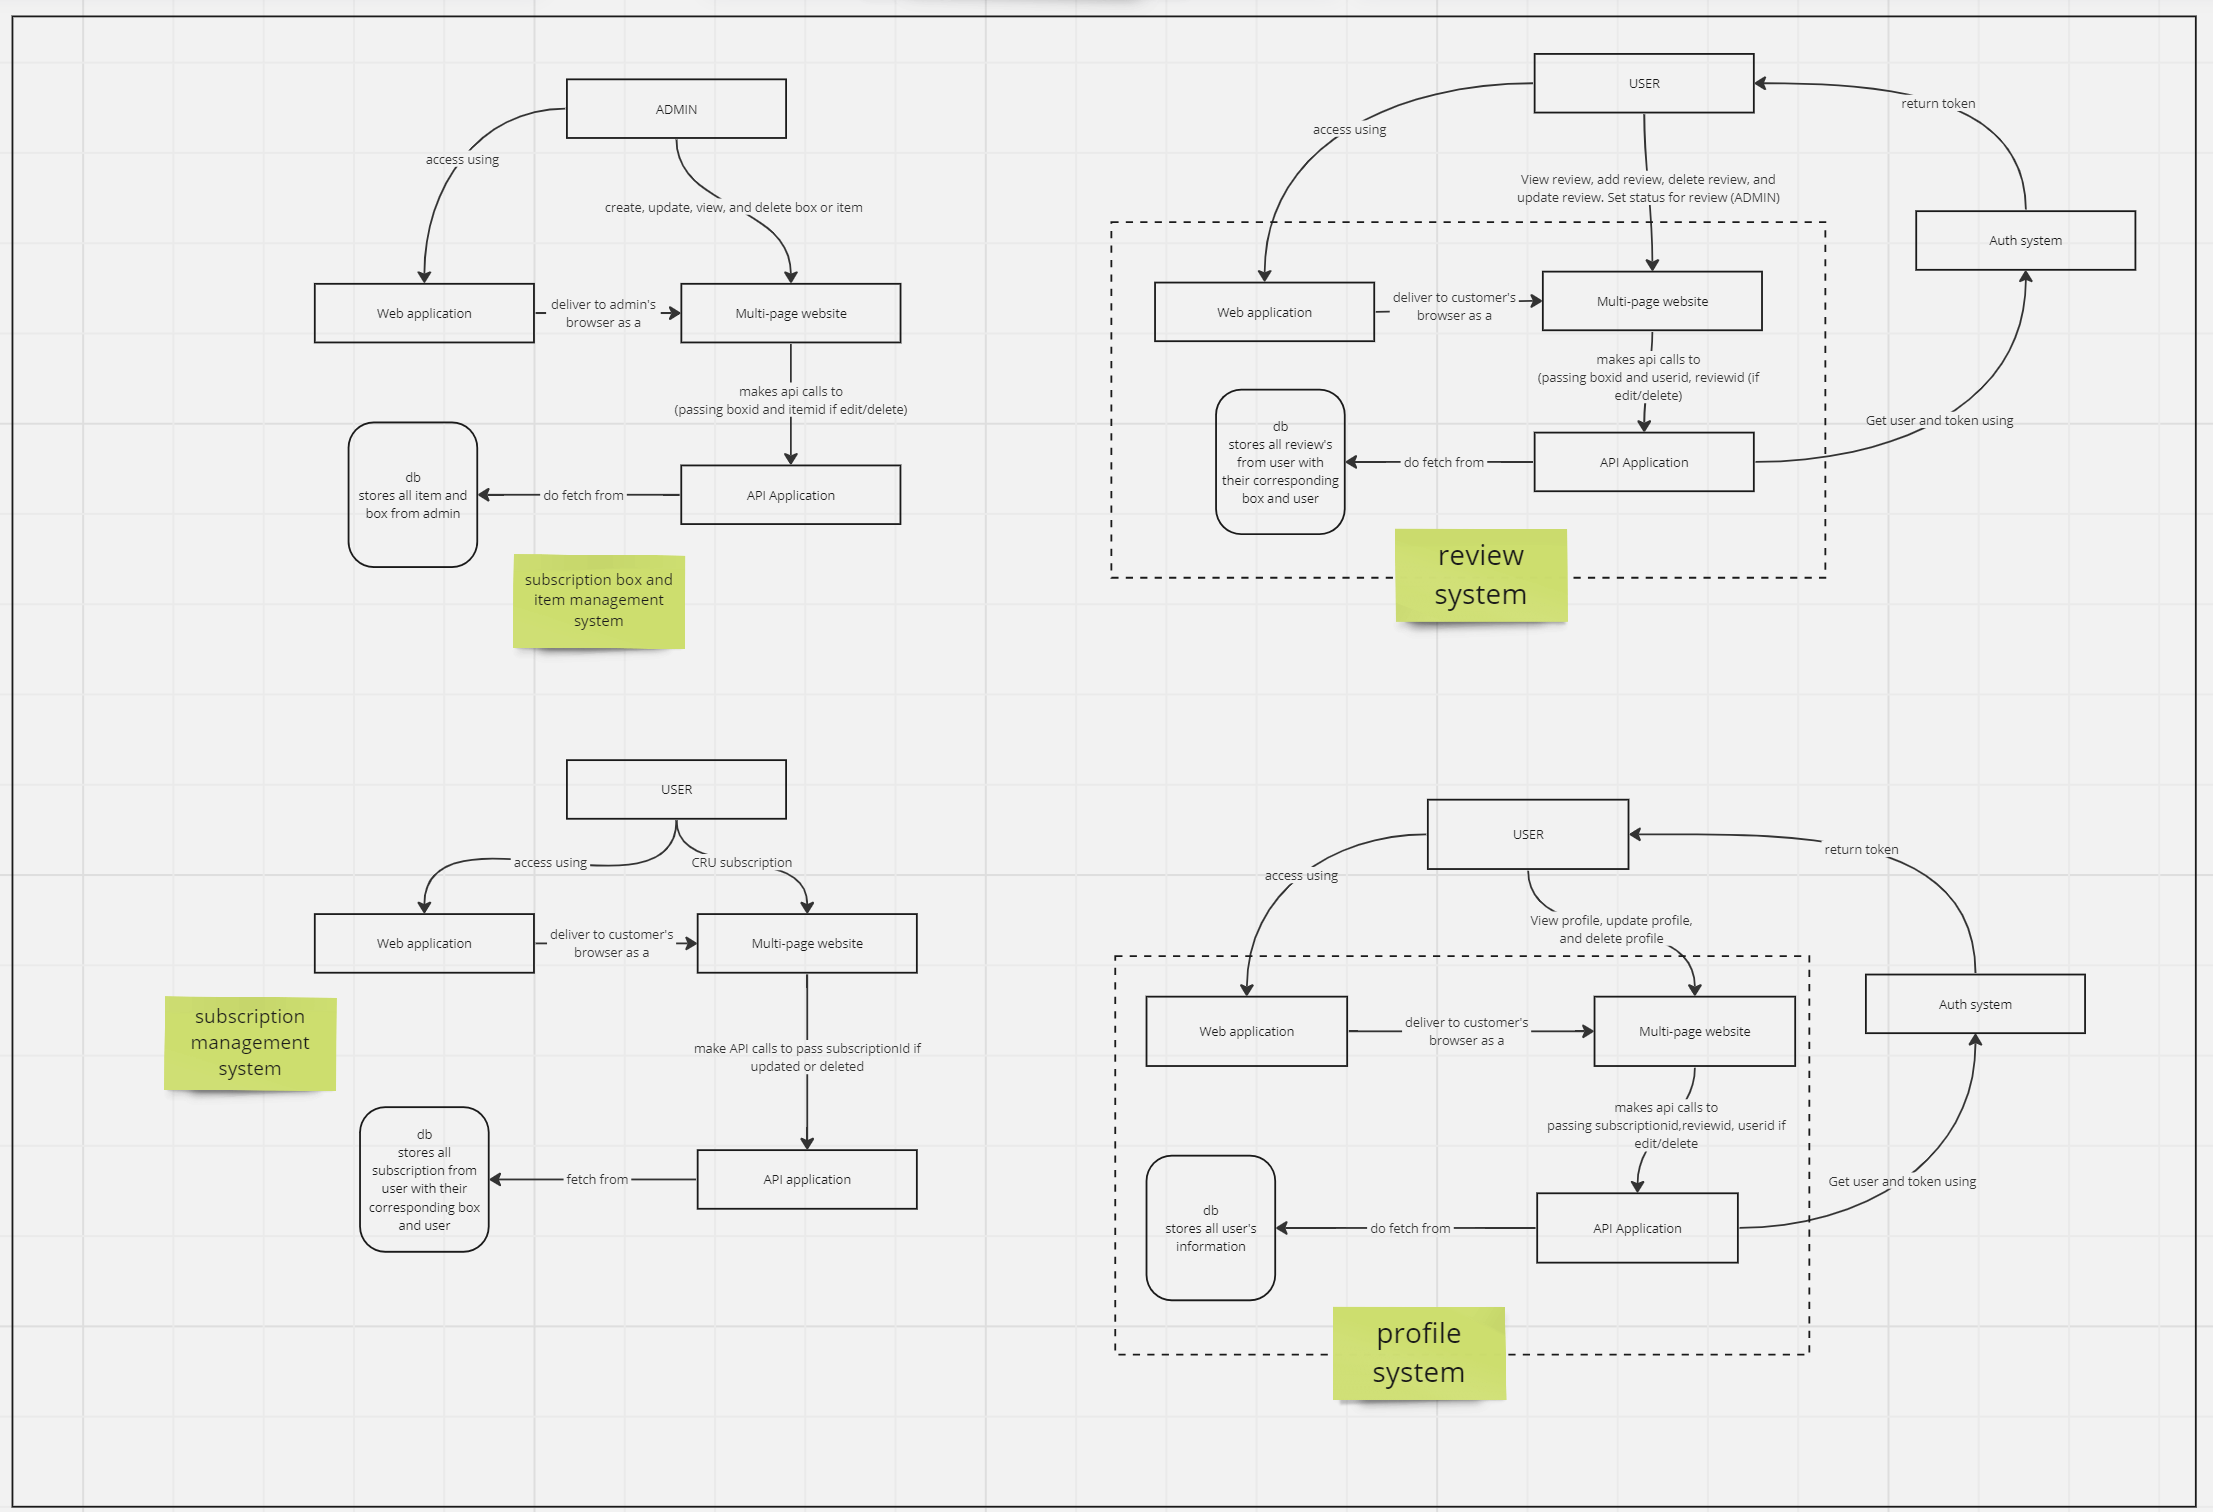 ADMIN
access using
create, update, view, and delete box or item
Web application
deliver to admin's
browser as a
Multi-page website
makes api calls to
(passing boxid and itemid if edit/delete)
db
stores all item and
box from admin
do fetch from
API Application
subscription box and
item management
system
USER
return token
access using
View review, add review, delete review, and
update review. Set status for review (ADMIN)
Auth system
Web application
deliver to customer's
browser as a
Multi-page website
makes api calls to
(passing boxid and userid, reviewid (if
edit/delete)
Get user and token using
db
stores all review's
from user with
their corresponding
box and user
do fetch from
API Application
review
system
USER
access using
CRU subscription
Web application
deliver to customer's
browser as a
Multi-page website
subscription
management
system
make API calls to pass subscriptionId if
updated or deleted
db
stores all
subscription from
user with their
corresponding box
and user
fetch from
API application
USER
return token
access using
View profile, update profile,
and delete profile
Auth system
Web application
deliver to customer's
browser as a
Multi-page website
makes api calls to
passing subscriptionid,reviewid, userid if
edit/delete
Get user and token using
db
stores all user's
information
do fetch from
API Application
profile
system